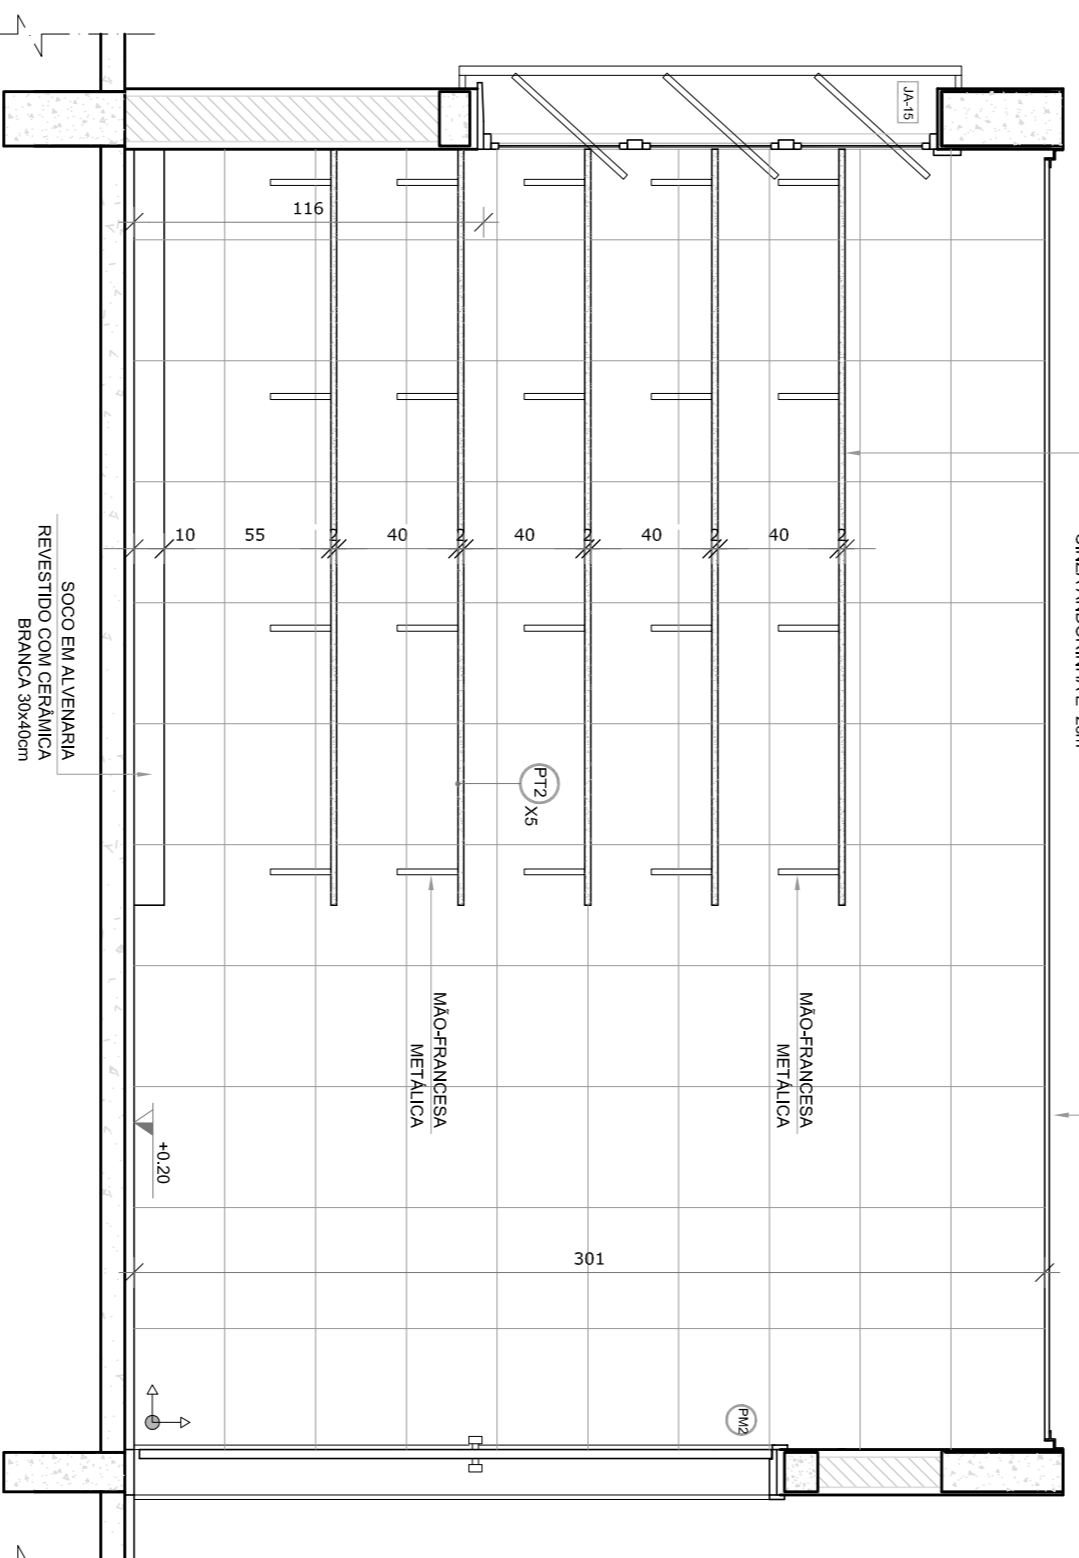 JA-15
116
10
55
2
40
2
40
2
40
2
40
2
SOCO EM ALVENARIA
REVESTIDO COM CERÂMICA
BRANCA 30x40cm
PT2
X5
MÃO-FRANCESA
METÁLICA
MÃO-FRANCESA
METÁLICA
+0.20
301
PM2